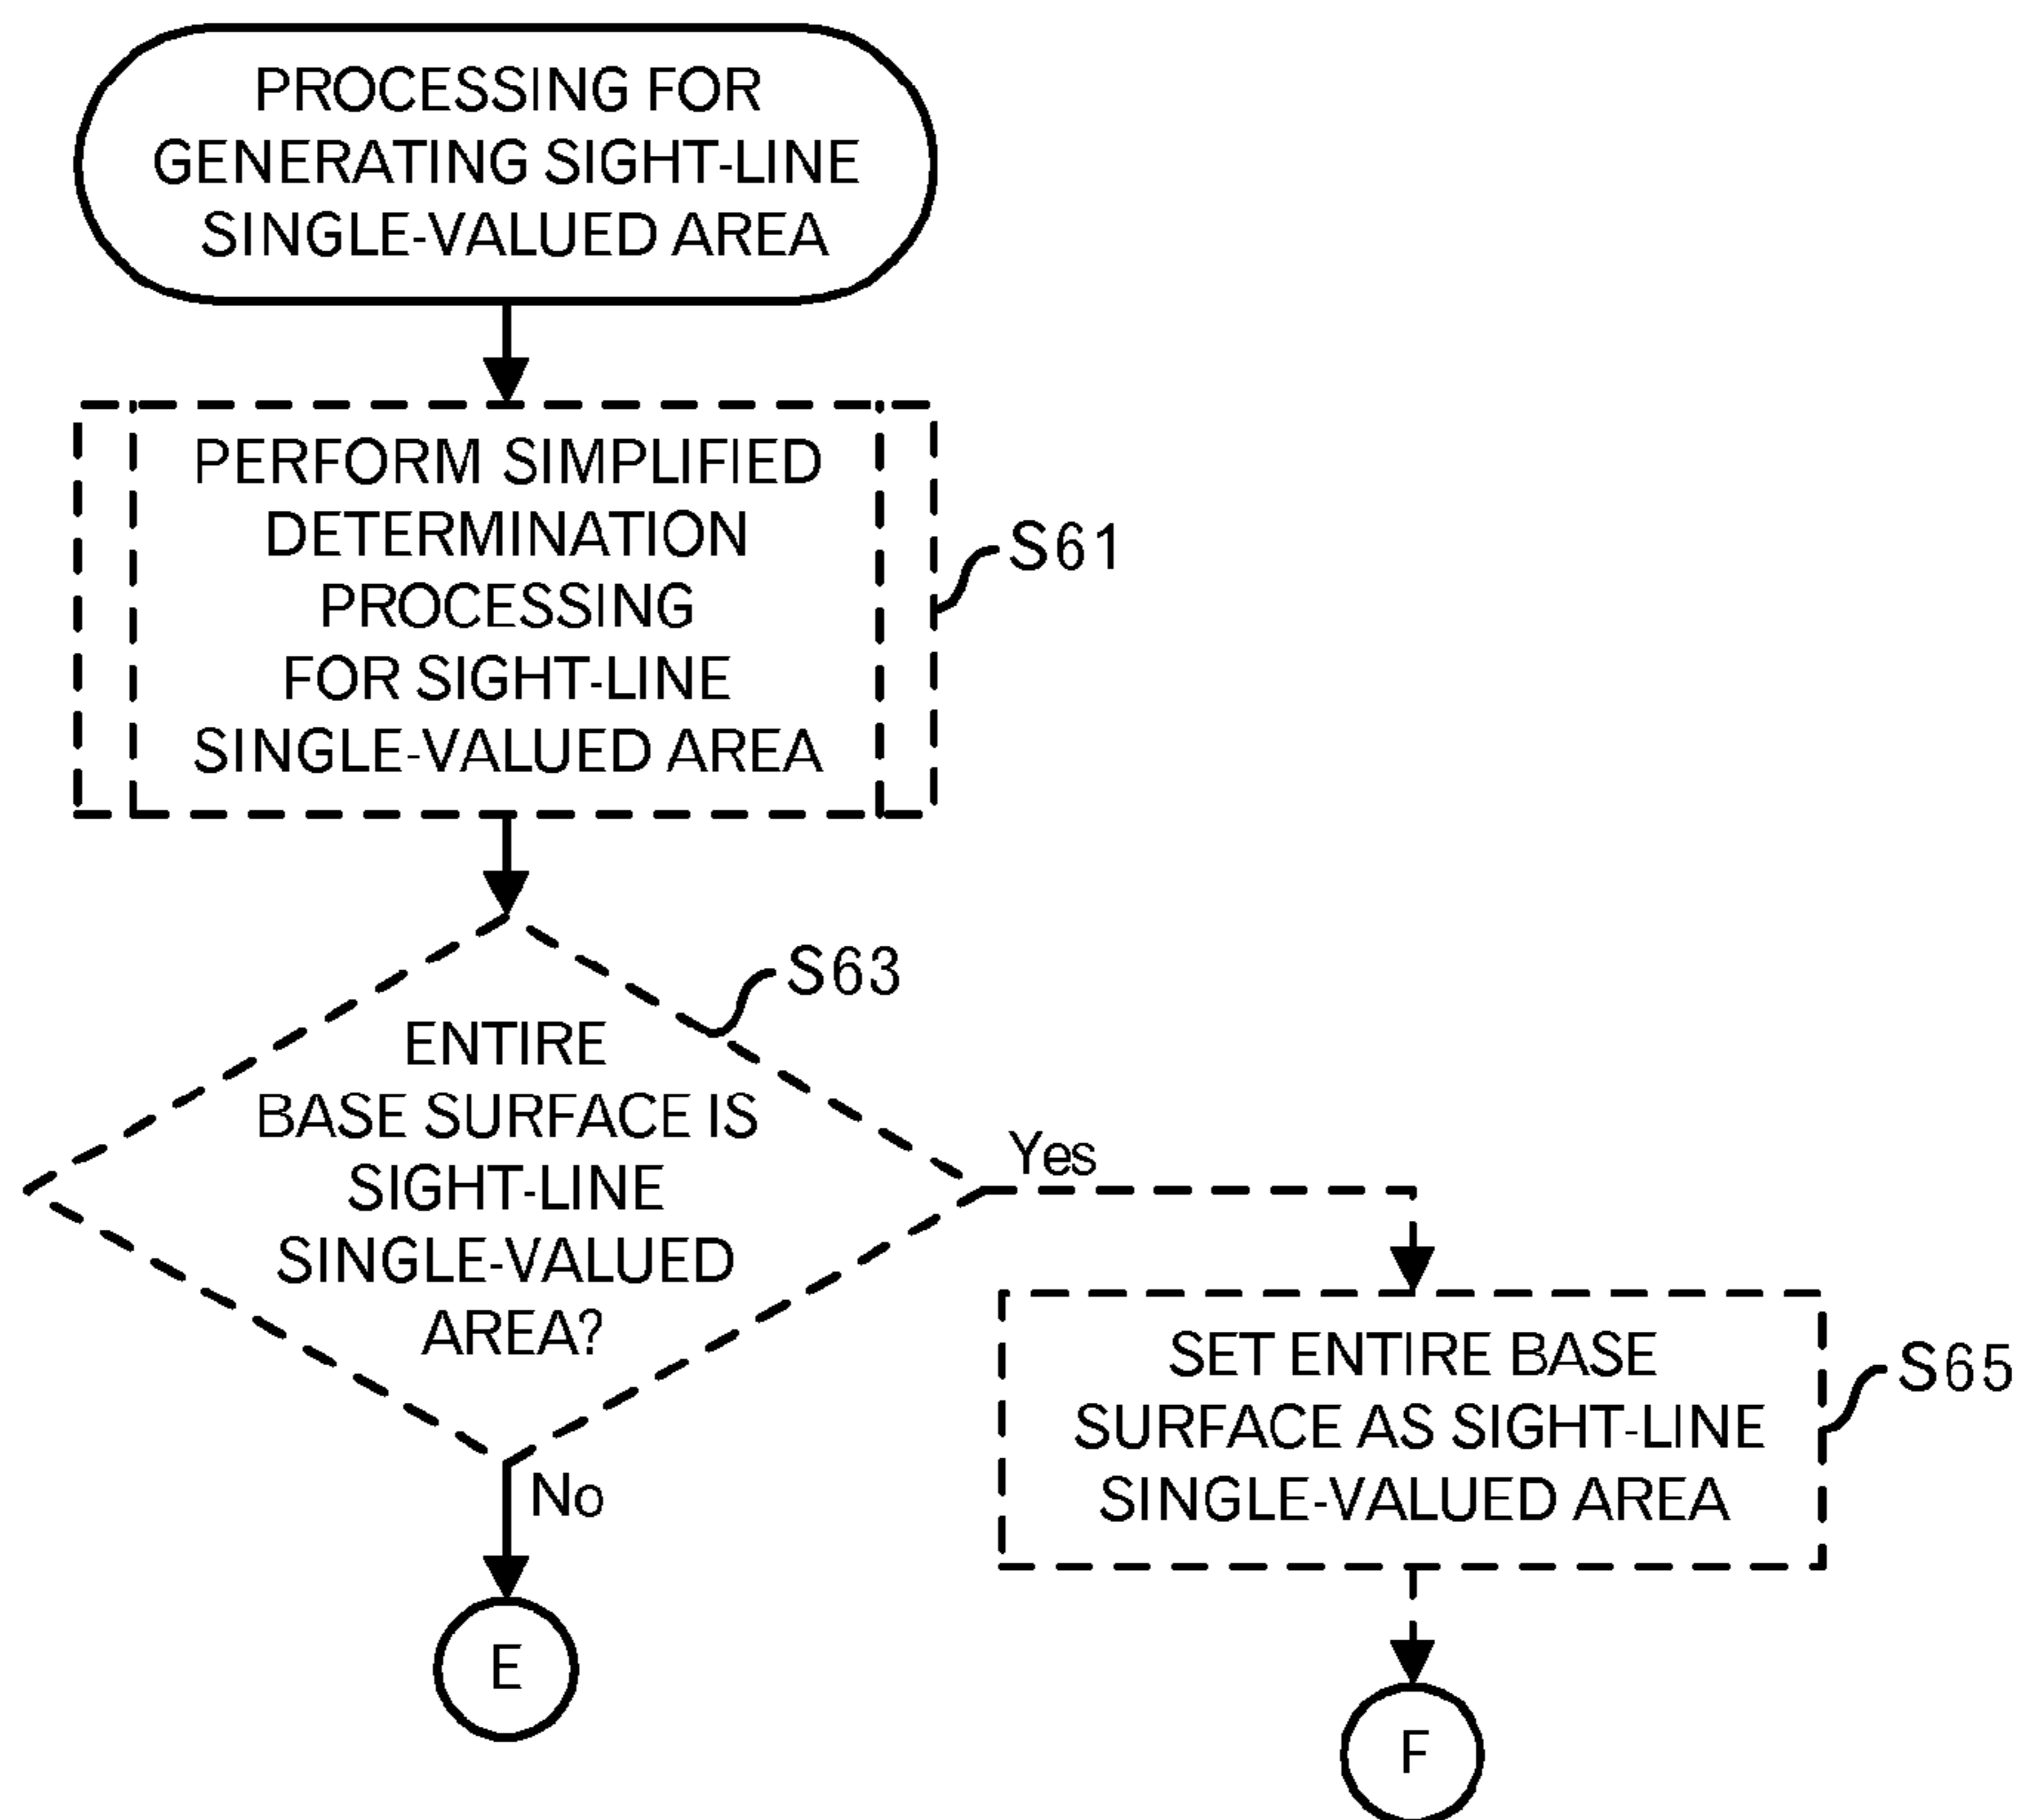 PROCESSING FOR
GENERATING SIGHT-LINE
SINGLE-VALUED AREA
PERFORM SIMPLIFIED
DETERMINATION
PROCESSING
FOR SIGHT-LINE
SINGLE-VALUED AREA
S61
S63
ENTIRE
BASE SURFACE IS
SIGHT-LINE
SINGLE-VALUED
AREA?
Yes
No
SET ENTIRE BASE
SURFACE AS SIGHT-LINE
SINGLE-VALUED AREA
S65
E
F